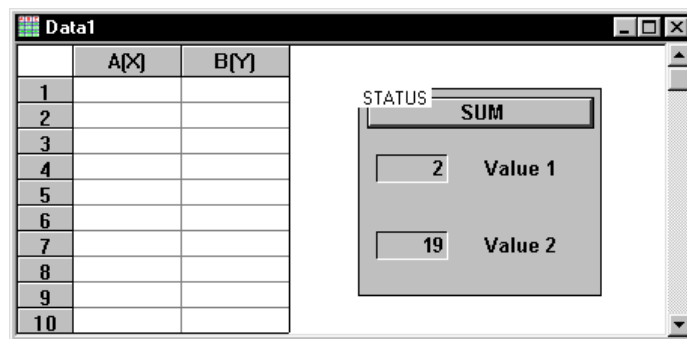 Data1
A(X) B(Y)
1
2
3
4
5
6
7
8
9
10
STATUS
SUM
2 Value 1
19 Value 2